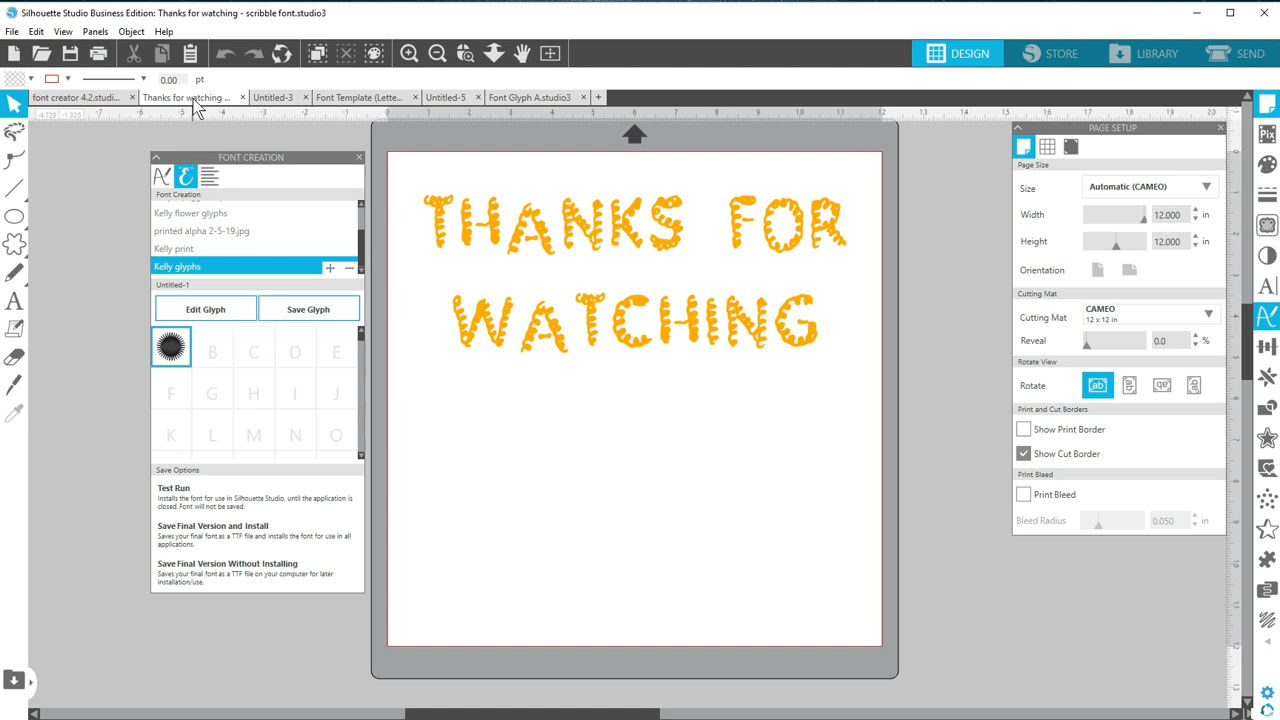 Silhouette Studio Business Edition: Thanks for watching - scribble font.studio3
File Edit View Panels Object Help
DESIGN STORE LIBRARY SEND
0.00 pt
font creator 4.2.studi... Thanks for watching ... Untitled-3 Font Template (Lette... Untitled-5 Font Glyph A.studio3
FONT CREATION
Font Creation
Kelly flower glyphs
printed alpha 2-5-19.jpg
Kelly print
Kelly glyphs
Untitled-1
Edit Glyph Save Glyph
B C D E
F G H I J
K L M N O
Save Options
Test Run
Installs the font for use in Silhouette Studio, until the application is
closed. Font will not be saved.
Save Final Version and Install
Saves your final font as a TTF file and installs the font for use in all
applications.
Save Final Version Without Installing
Saves your final font as a TTF file on your computer for later
installation/use.
THANKS FOR
WATCHING
PAGE SETUP
Page Size
Size Automatic (CAMEO)
Width 12.000 in
Height 12.000 in
Orientation
Cutting Mat
Cutting Mat CAMEO
12 x 12 in
Reveal 0.0 %
Rotate View
Rotate
Print and Cut Borders
Show Print Border
Show Cut Border
Print Bleed
Print Bleed
Bleed Radius 0.050 in